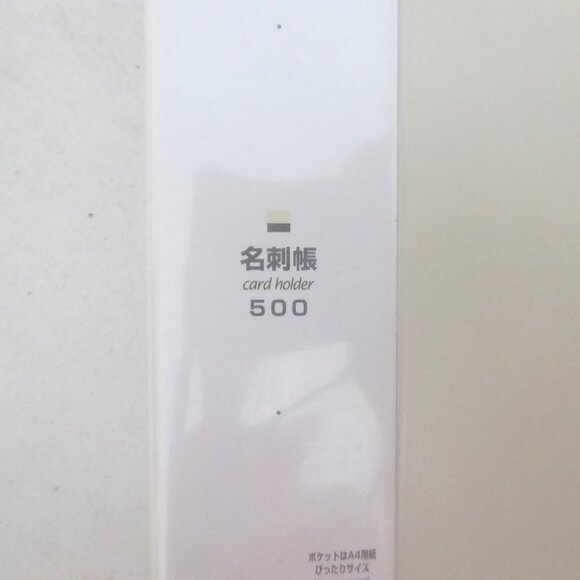 名刺帳
card holder
500
ポケットはA4用紙
ぴったりサイズ